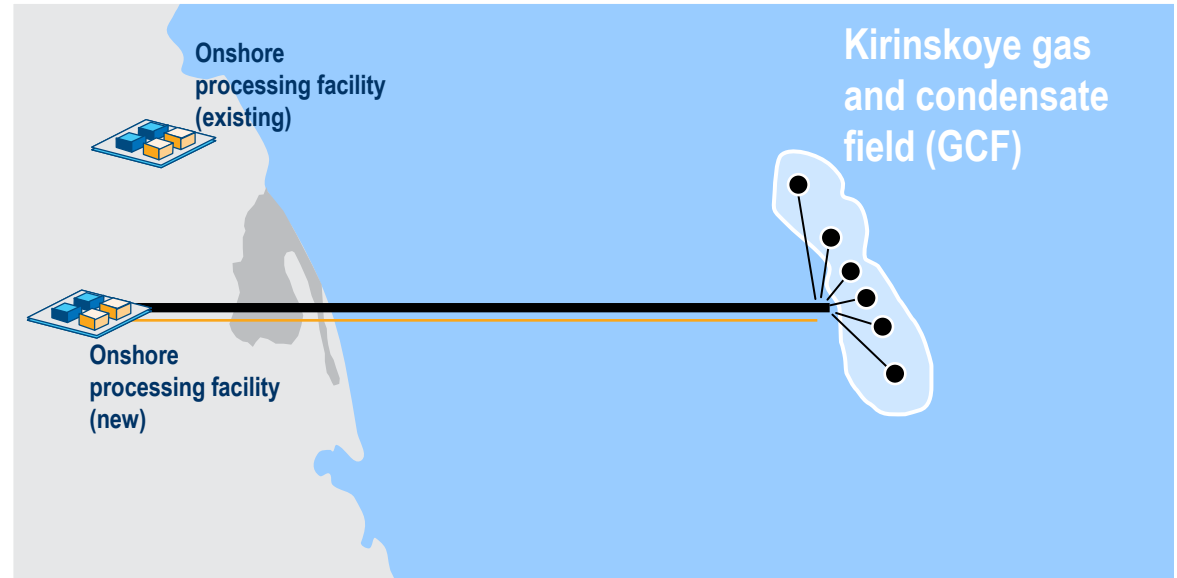 Onshore
processing facility
(existing)
Kirinskoye gas
and condensate
field (GCF)
Onshore
processing facility
(new)